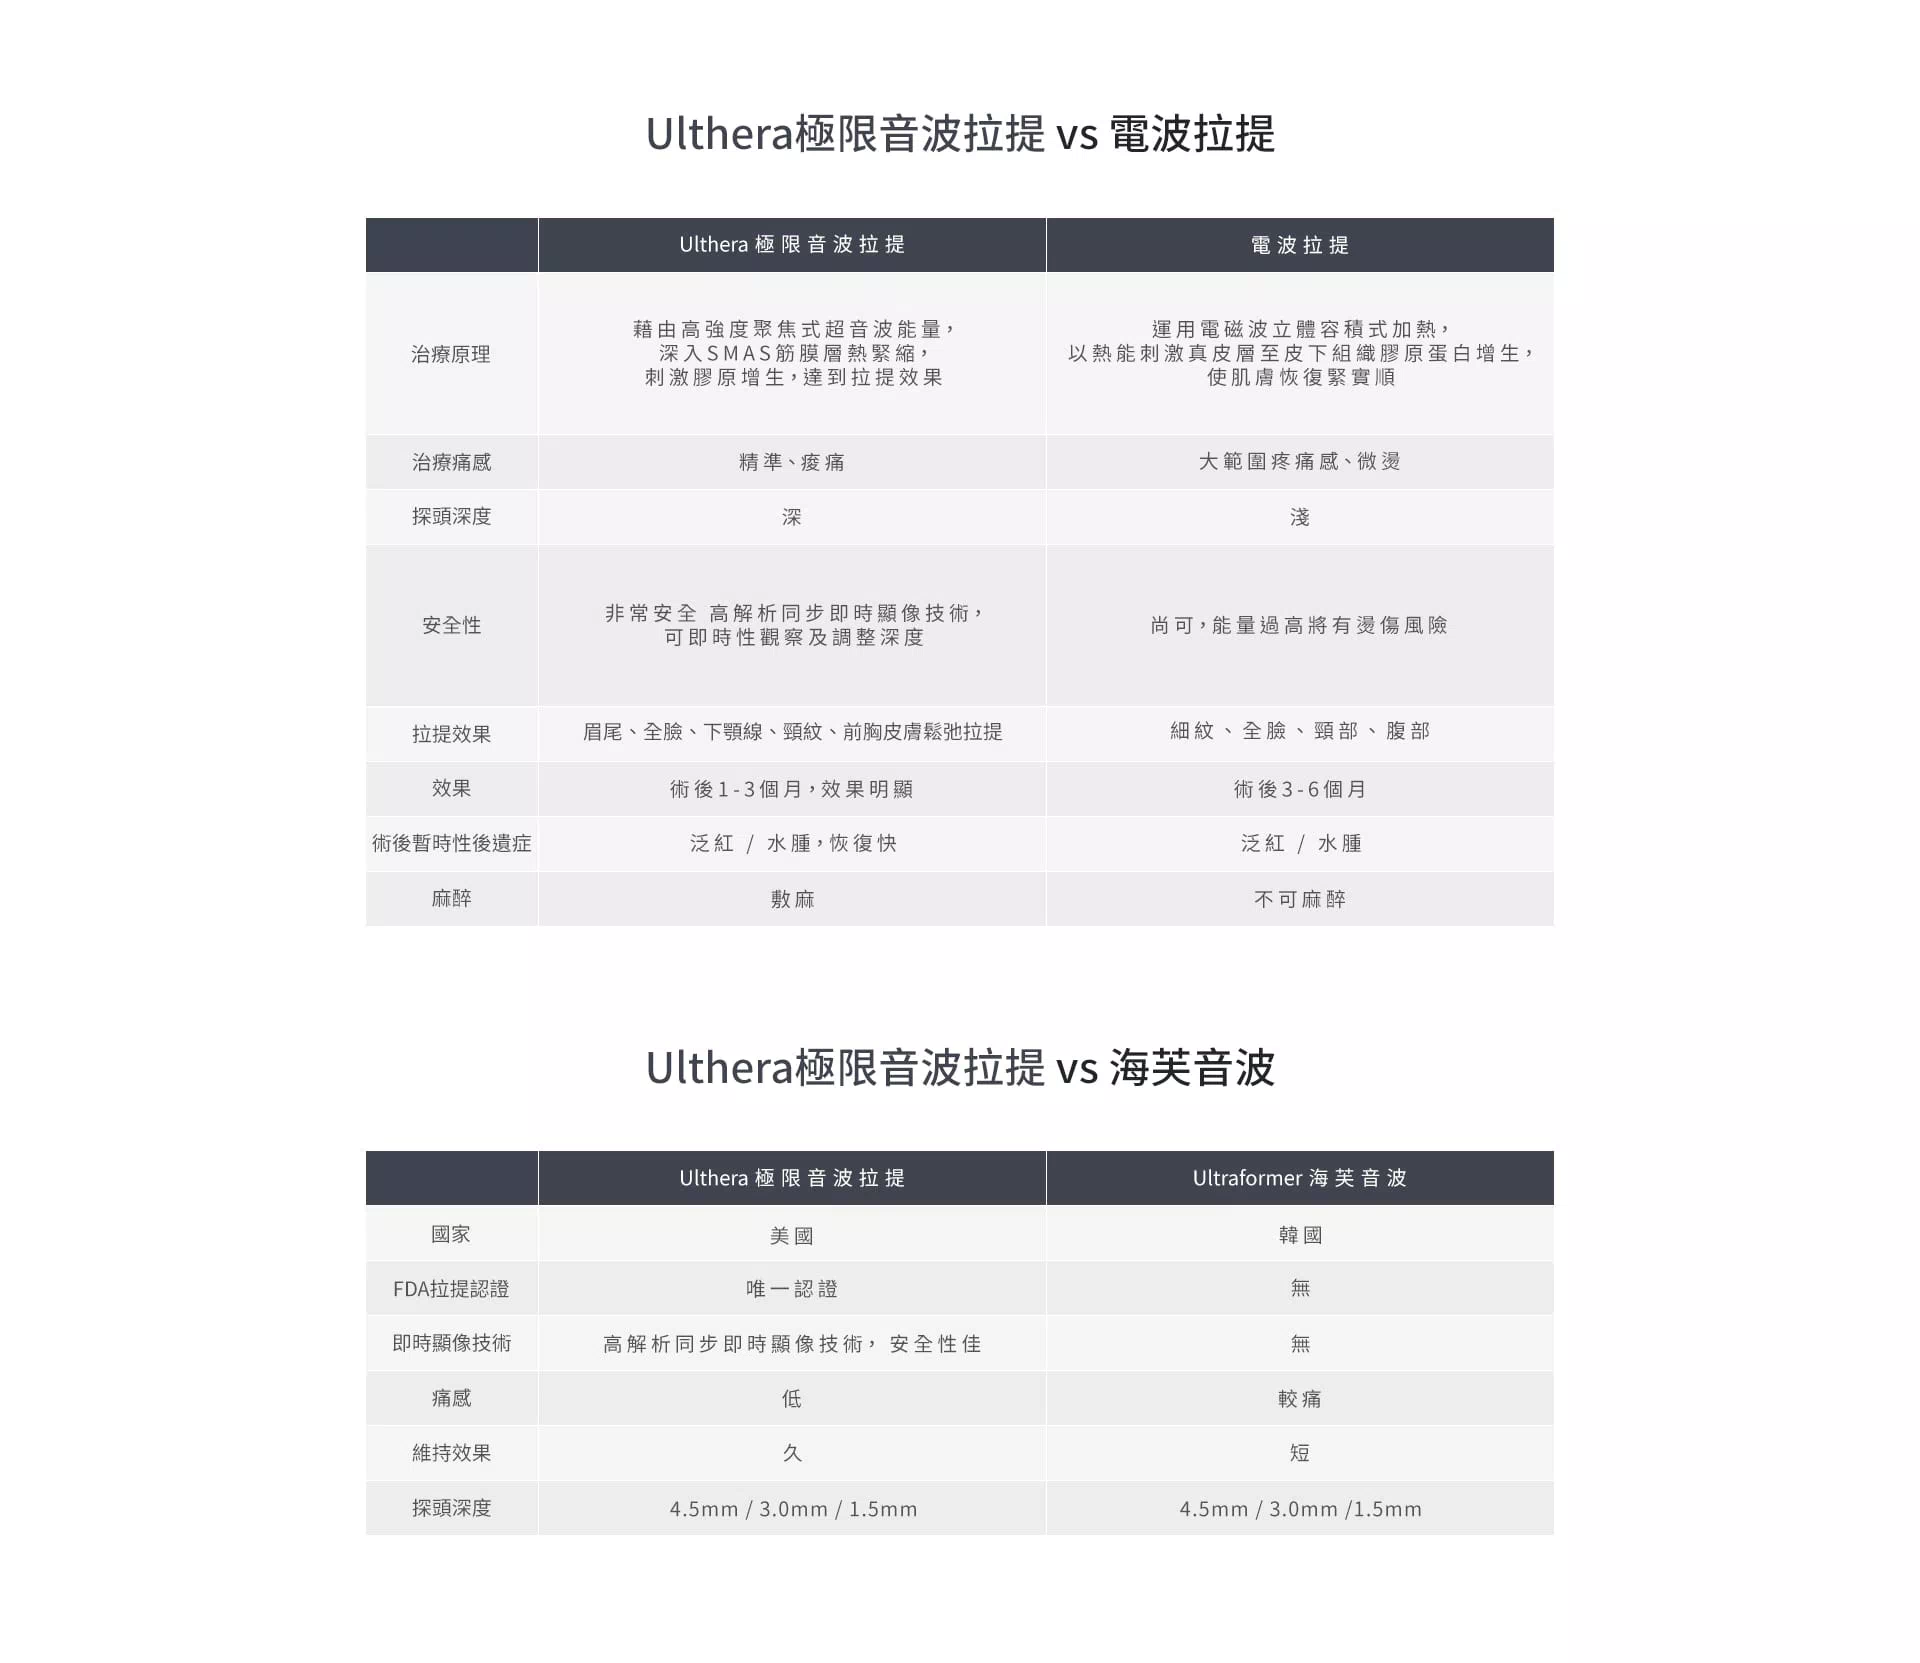 Ulthera極限音波拉提 vs 電波拉提
Ulthera 極限音波拉提
電波拉提
治療原理
藉由高強度聚焦式超音波能量，
深入SMAS筋膜層熱緊縮，
刺激膠原增生，達到拉提效果
運用電磁波立體容積式加熱，
以熱能刺激真皮層至皮下組織膠原蛋白增生，
使肌膚恢復緊實順
治療痛感
精準、痠痛
大範圍疼痛感、微燙
探頭深度
深
淺
安全性
非常安全 高解析同步即時顯像技術，
可即時性觀察及調整深度
尚可，能量過高將有燙傷風險
拉提效果
眉尾、全臉、下顎線、頸紋、前胸皮膚鬆弛拉提
細紋、全臉、頸部、腹部
效果
術後1-3個月，效果明顯
術後3-6個月
術後暫時性後遺症
泛紅 / 水腫，恢復快
泛紅 / 水腫
麻醉
敷麻
不可麻醉
Ulthera極限音波拉提 vs 海芙音波
Ulthera 極限音波拉提
Ultraformer 海芙音波
國家
美國
韓國
FDA拉提認證
唯一認證
無
即時顯像技術
高解析同步即時顯像技術， 安全性佳
無
痛感
低
較痛
維持效果
久
短
探頭深度
4.5mm / 3.0mm / 1.5mm
4.5mm / 3.0mm /1.5mm